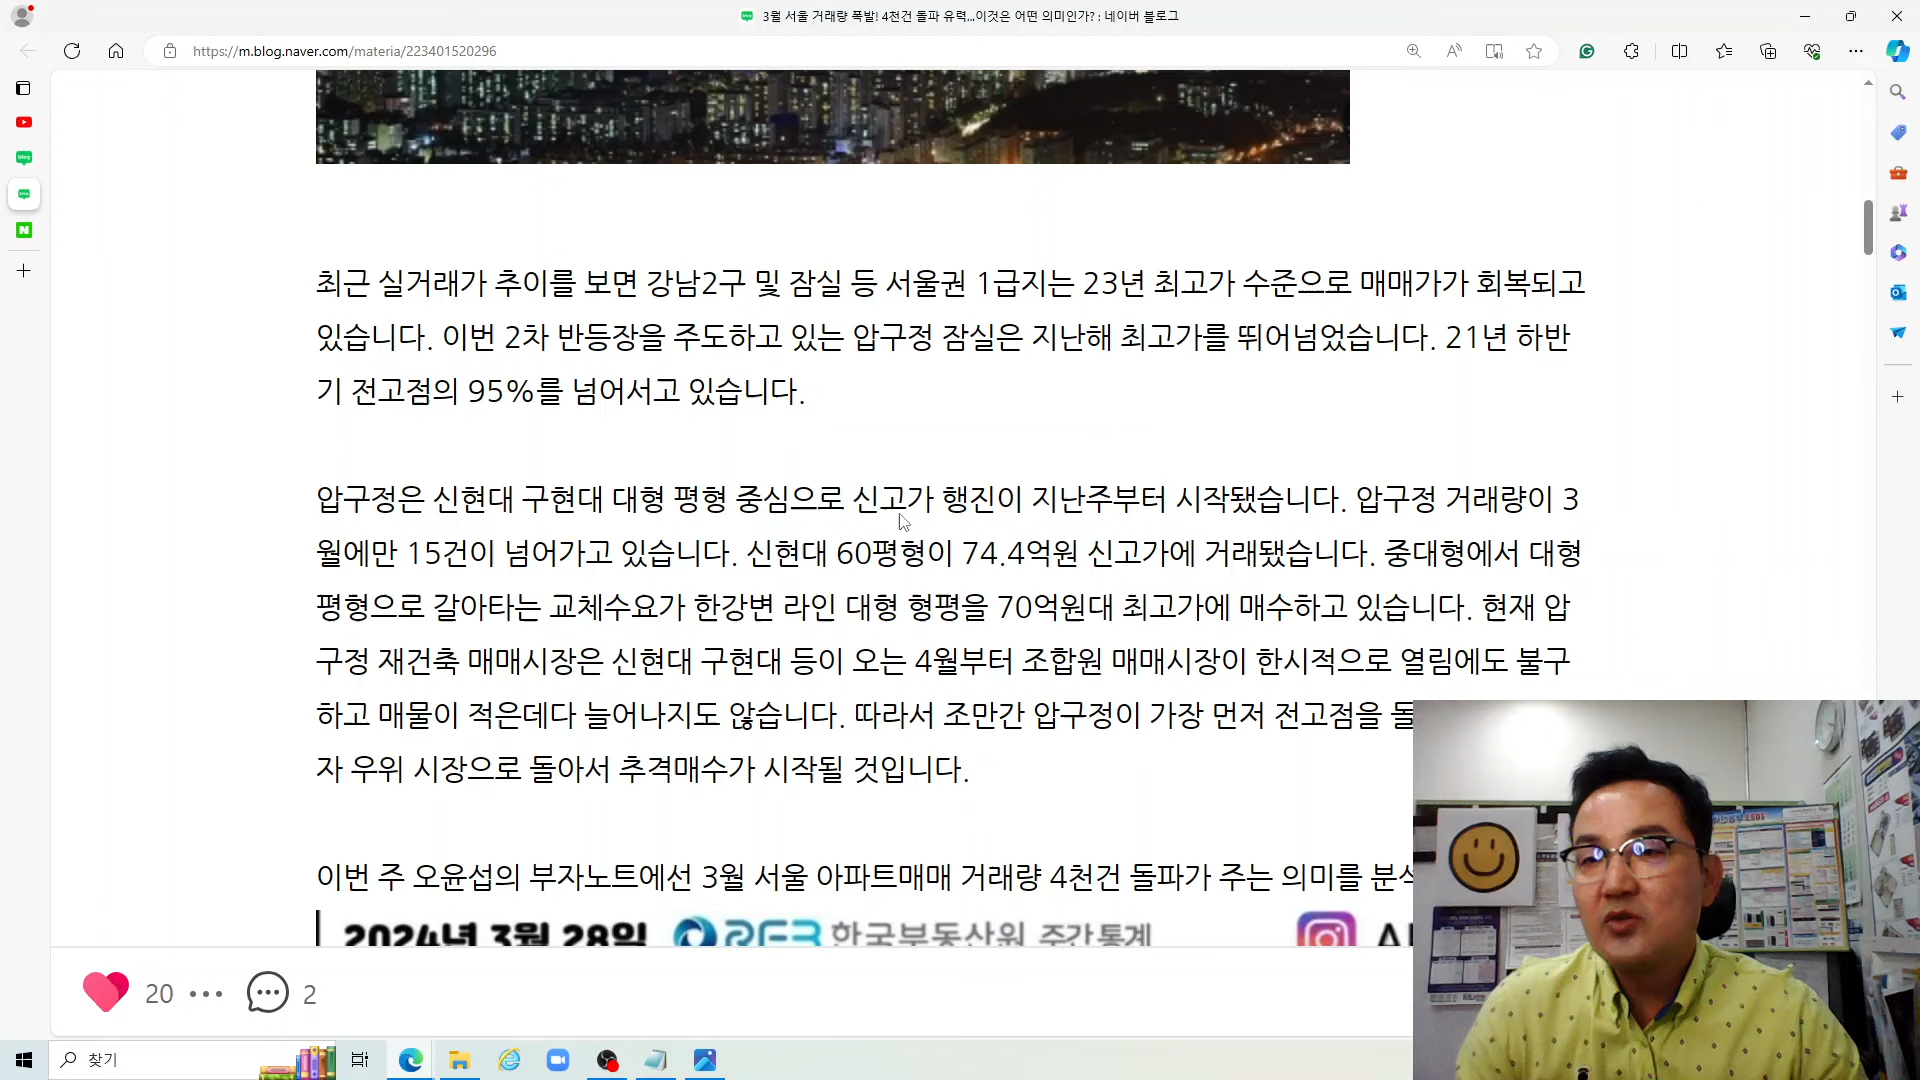 3월 서울 거래량 폭발! 4천건 돌파 유력...이것은 어떤 의미인가? : 네이버 블로그
https://m.blog.naver.com/materia/223401520296
최근 실거래가 추이를 보면 강남2구 및 잠실 등 서울권 1급지는 23년 최고가 수준으로 매매가가 회복되고
있습니다. 이번 2차 반등장을 주도하고 있는 압구정 잠실은 지난해 최고가를 뛰어넘었습니다. 21년 하반
기 전고점의 95%를 넘어서고 있습니다.
압구정은 신현대 구현대 대형 평형 중심으로 신고가 행진이 지난주부터 시작됐습니다. 압구정 거래량이 3
월에만 15건이 넘어가고 있습니다. 신현대 60평형이 74.4억원 신고가에 거래됐습니다. 중대형에서 대형
평형으로 갈아타는 교체수요가 한강변 라인 대형 형평을 70억원대 최고가에 매수하고 있습니다. 현재 압
구정 재건축 매매시장은 신현대 구현대 등이 오는 4월부터 조합원 매매시장이 한시적으로 열림에도 불구
하고 매물이 적은데다 늘어나지도 않습니다. 따라서 조만간 압구정이 가장 먼저 전고점을 돌
자 우위 시장으로 돌아서 추격매수가 시작될 것입니다.
이번 주 오윤섭의 부자노트에선 3월 서울 아파트매매 거래량 4천건 돌파가 주는 의미를 분석
2024년 3월 28일 REB 한국부동산원 주간통계
20 2
찾기